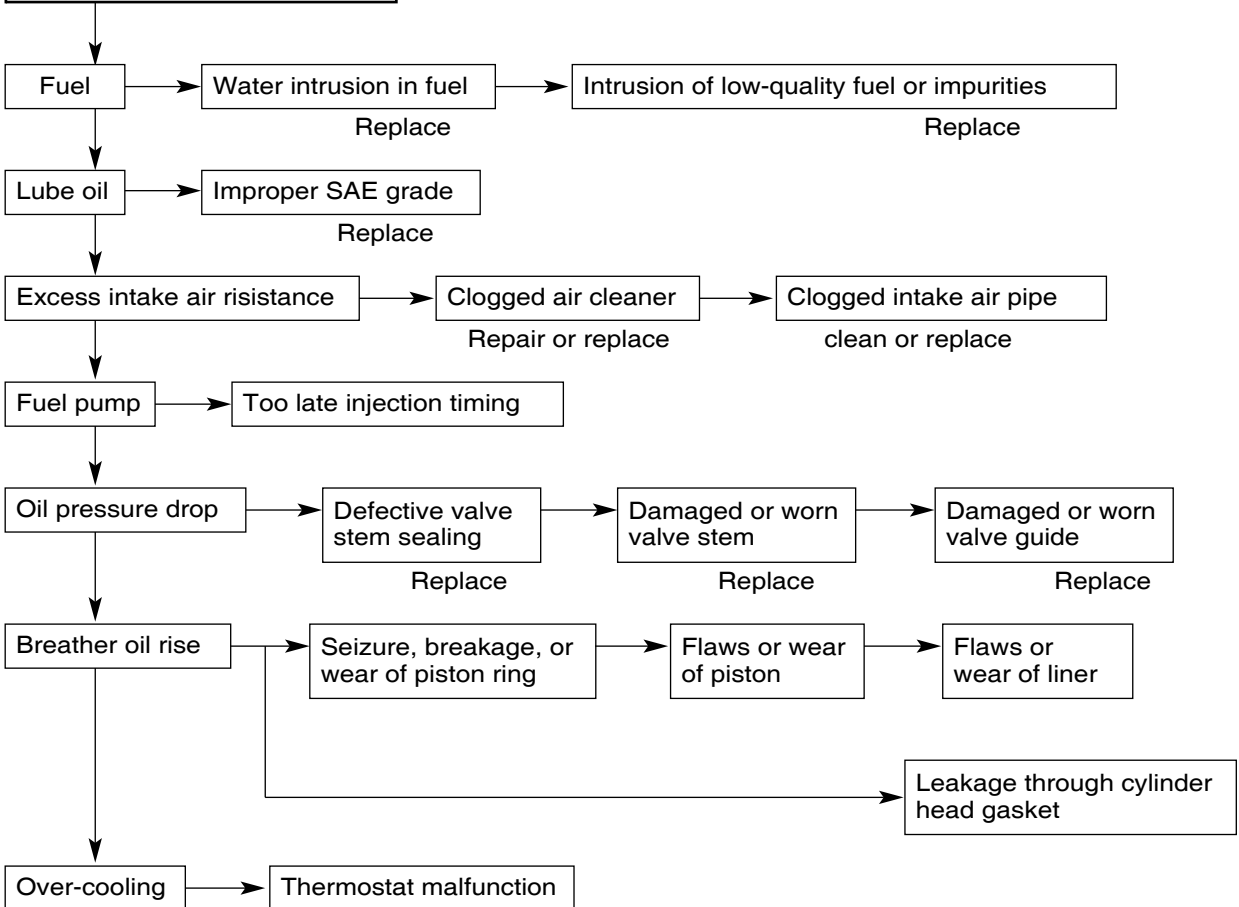 Fuel
Water intrusion in fuel
Intrusion of low-quality fuel or impurities
Replace
Replace
Lube oil
Improper SAE grade
Replace
Excess intake air risistance
Clogged air cleaner
Clogged intake air pipe
Repair or replace
clean or replace
Fuel pump
Too late injection timing
Oil pressure drop
Defective valve
stem sealing
Damaged or worn
valve stem
Damaged or worn
valve guide
Replace
Replace
Replace
Breather oil rise
Seizure, breakage, or
wear of piston ring
Flaws or wear
of piston
Flaws or
wear of liner
Leakage through cylinder
head gasket
Over-cooling
Thermostat malfunction